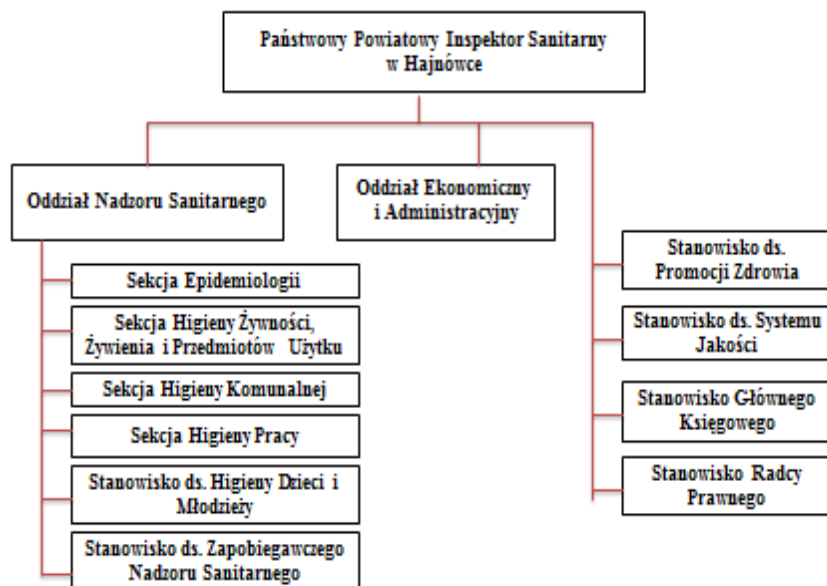 Państwowy Powiatowy Inspektor Sanitarny
w Hajnówce
Oddział Nadzoru Sanitarnego
Oddział Ekonomiczny
i Administracyjny
Sekcja Epidemiologii
Sekcja Higieny Żywności,
Żywienia i Przedmiotów Użytku
Sekcja Higieny Komunalnej
Sekcja Higieny Pracy
Stanowisko ds. Higieny Dzieci i
Młodzieży
Stanowisko ds. Zapobiegawczego
Nadzoru Sanitarnego
Stanowisko ds.
Promocji Zdrowia
Stanowisko ds. Systemu
Jakości
Stanowisko Głównego
Księgowego
Stanowisko Radcy
Prawnego